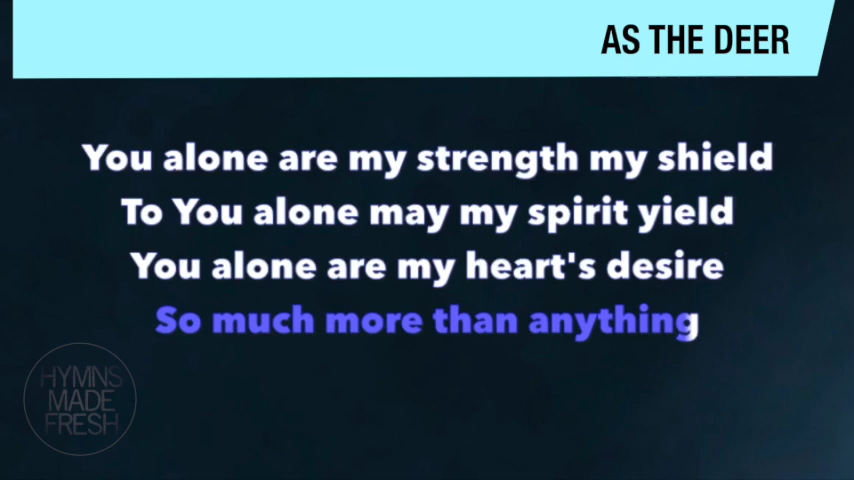 AS THE DEER
You alone are my strength my shield
To You alone may my spirit yield
You alone are my heart's desire
So much more than anything
HYMNS
MADE
FRESH